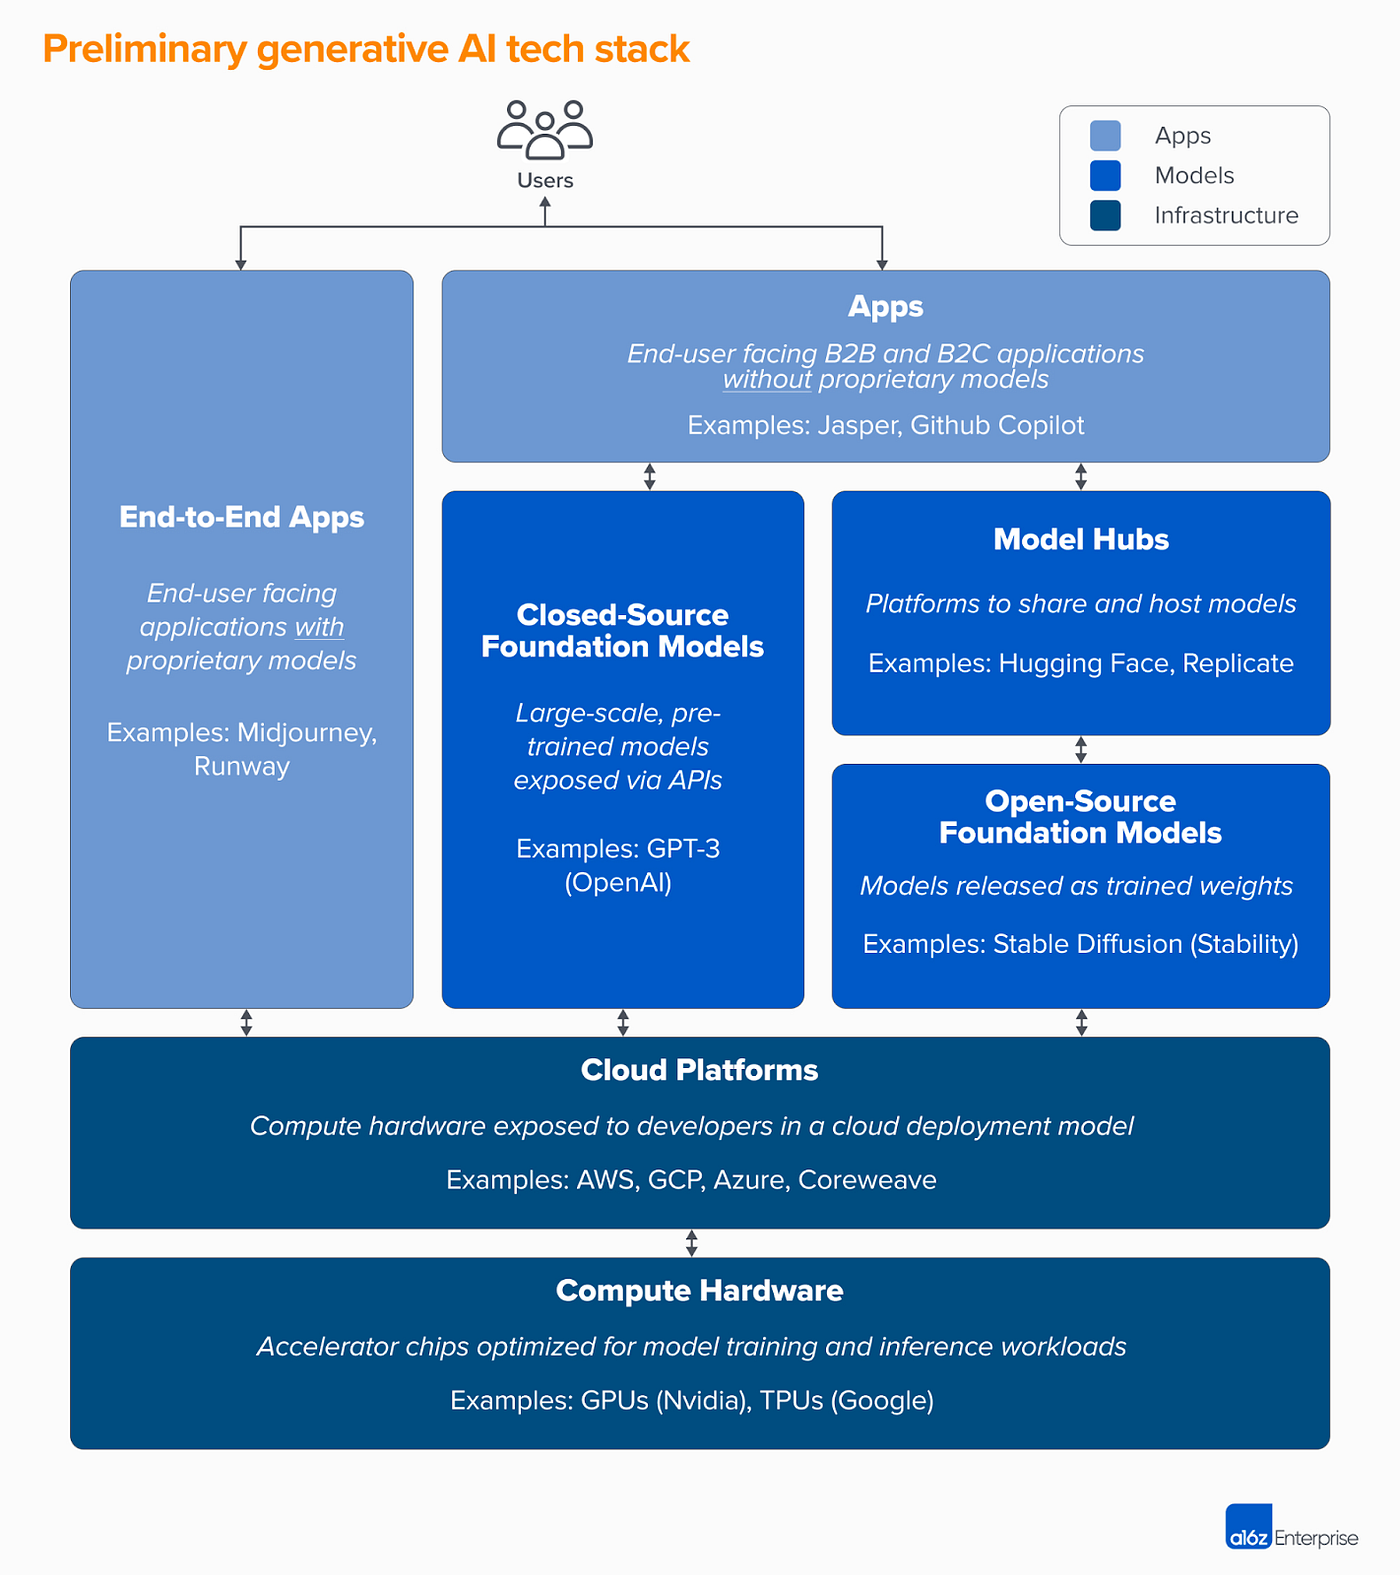 Preliminary generative AI tech stack
Users
Apps
Models
Infrastructure
End-to-End Apps
End-user facing
applications with
proprietary models
Examples: Midjourney,
Runway
Apps
End-user facing B2B and B2C applications
without proprietary models
Examples: Jasper, Github Copilot
Closed-Source
Foundation Models
Large-scale, pre-
trained models
exposed via APIs
Examples: GPT-3
(OpenAI)
Model Hubs
Platforms to share and host models
Examples: Hugging Face, Replicate
Open-Source
Foundation Models
Models released as trained weights
Examples: Stable Diffusion (Stability)
Cloud Platforms
Compute hardware exposed to developers in a cloud deployment model
Examples: AWS, GCP, Azure, Coreweave
Compute Hardware
Accelerator chips optimized for model training and inference workloads
Examples: GPUs (Nvidia), TPUs (Google)
a16z Enterprise